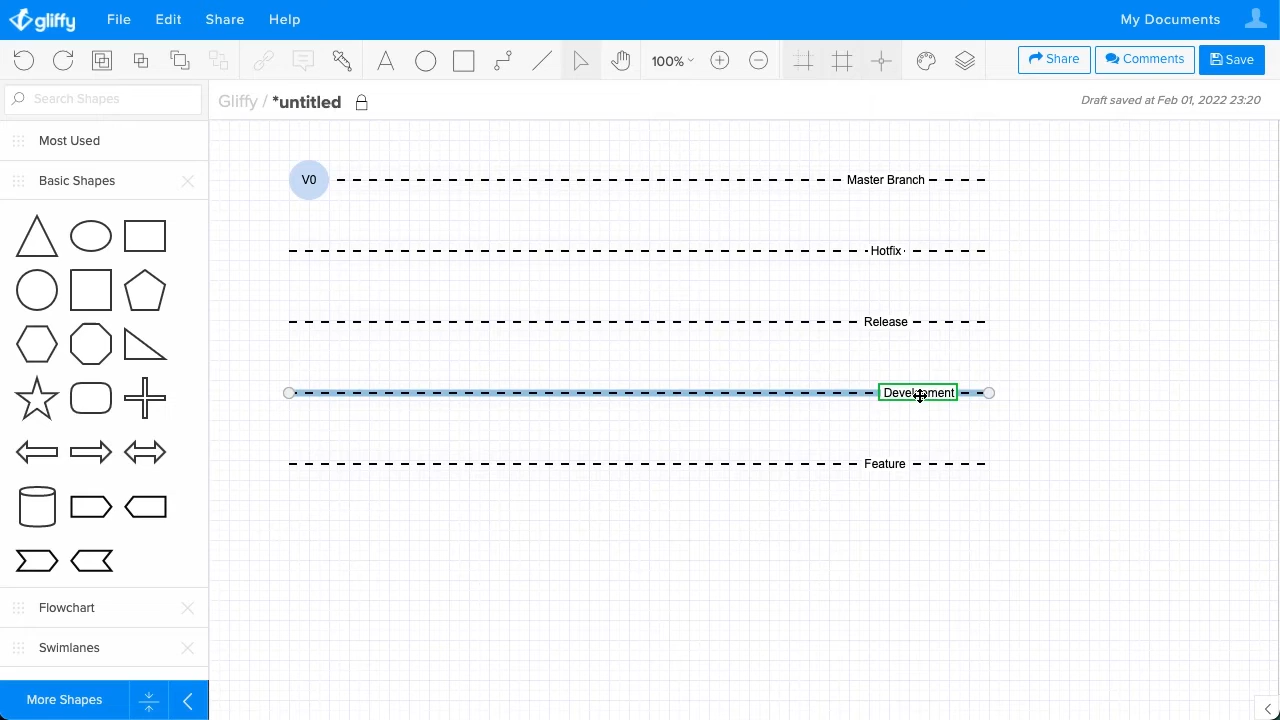 gliffy
File Edit Share Help
My Documents
100%
Share
Comments
Save
Search Shapes
Gliffy / *untitled
Draft saved at Feb 01, 2022 23:20
Most Used
Basic Shapes
V0
Master Branch
Hotfix
Release
Development
Feature
Flowchart
Swimlanes
More Shapes